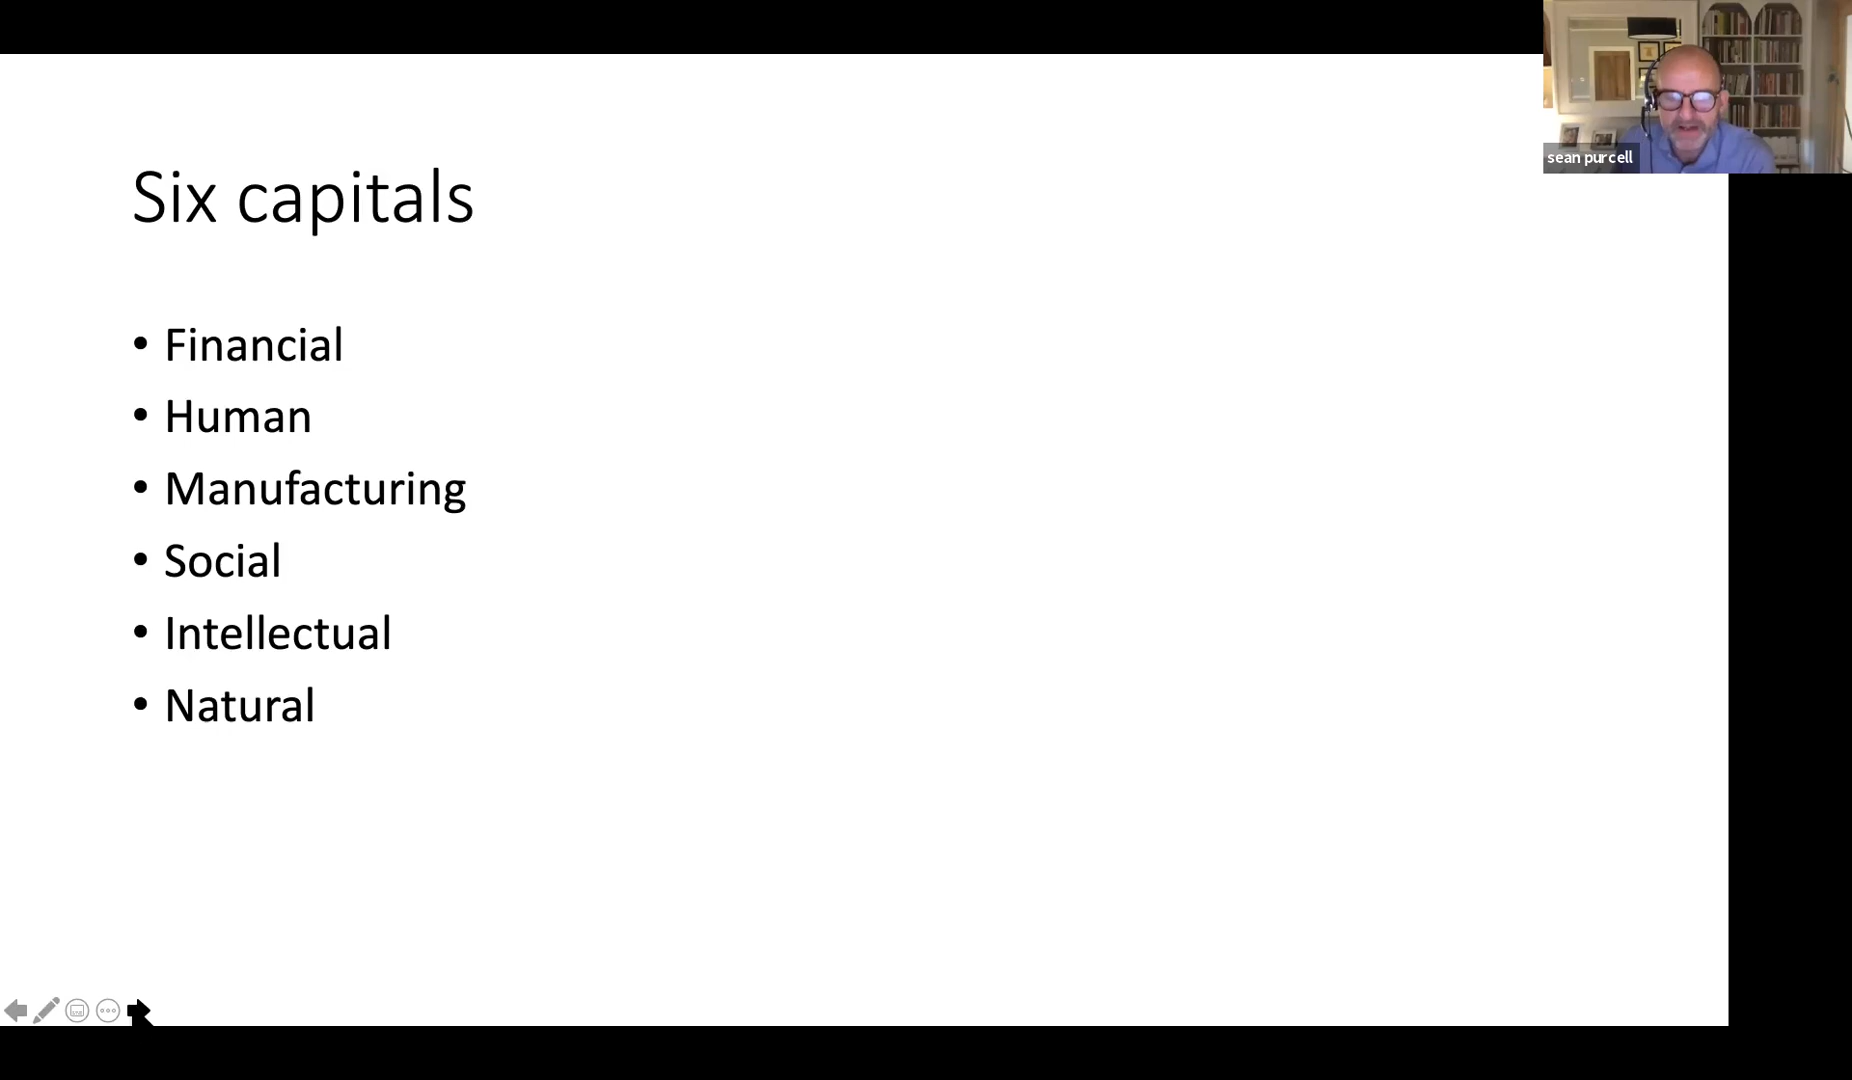 sean purcell
Six capitals
• Financial
• Human
• Manufacturing
• Social
• Intellectual
• Natural